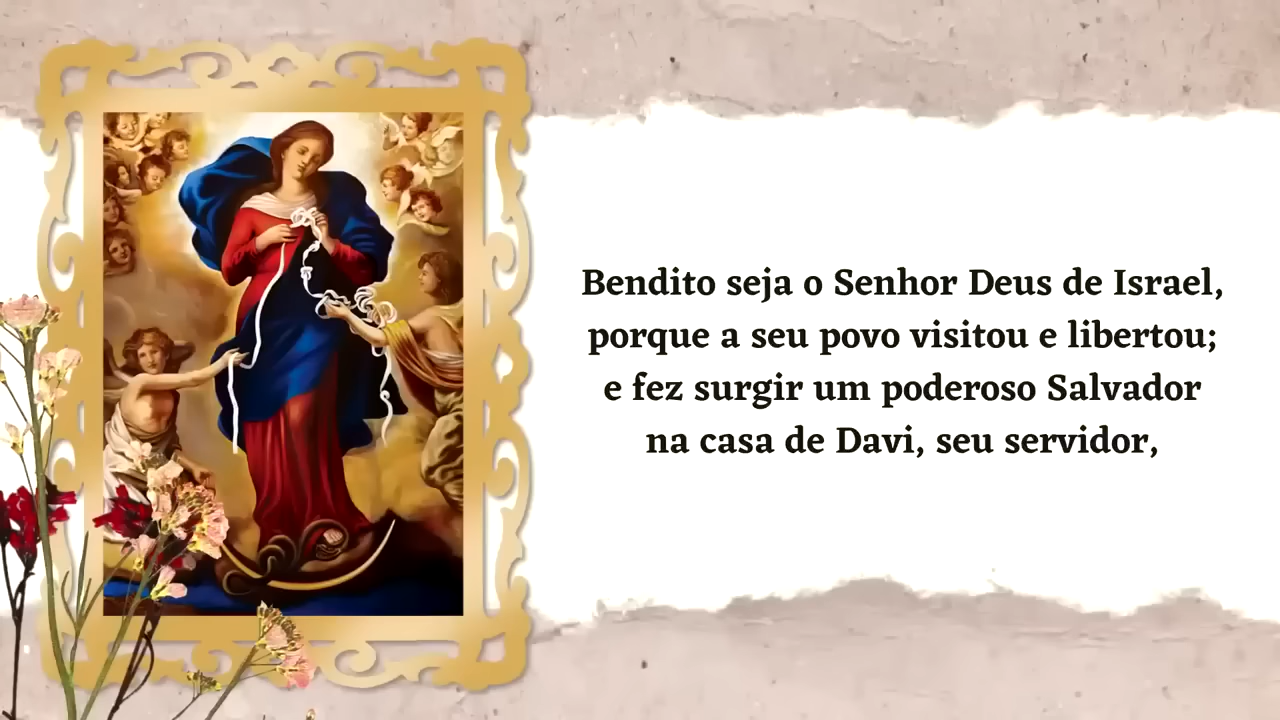 Bendito seja o Senhor Deus de Israel,
porque a seu povo visitou e libertou;
e fez surgir um poderoso Salvador
na casa de Davi, seu servidor,